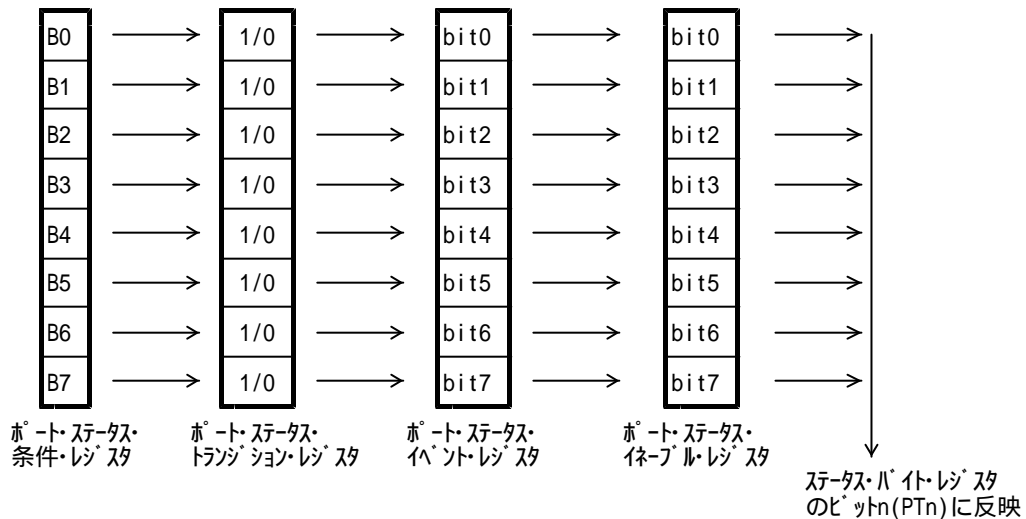 B0 1/0 bit0 bit0
B1 1/0 bit1 bit1
B2 1/0 bit2 bit2
B3 1/0 bit3 bit3
B4 1/0 bit4 bit4
B5 1/0 bit5 bit5
B6 1/0 bit6 bit6
B7 1/0 bit7 bit7
ﾎﾟｰﾄ･ｽﾃｰﾀｽ･
条件･ﾚｼﾞｽﾀ
ﾎﾟｰﾄ･ｽﾃｰﾀｽ･
ﾄﾗﾝｼﾞｼｮﾝ･ﾚｼﾞｽﾀ
ﾎﾟｰﾄ･ｽﾃｰﾀｽ･
ｲﾍﾞﾝﾄ･ﾚｼﾞｽﾀ
ﾎﾟｰﾄ･ｽﾃｰﾀｽ･
ｲﾈｰﾌﾞﾙ･ﾚｼﾞｽﾀ
ｽﾃｰﾀｽ･ﾊﾞｲﾄ･ﾚｼﾞｽﾀ
のﾋﾞｯﾄn(PTn)に反映